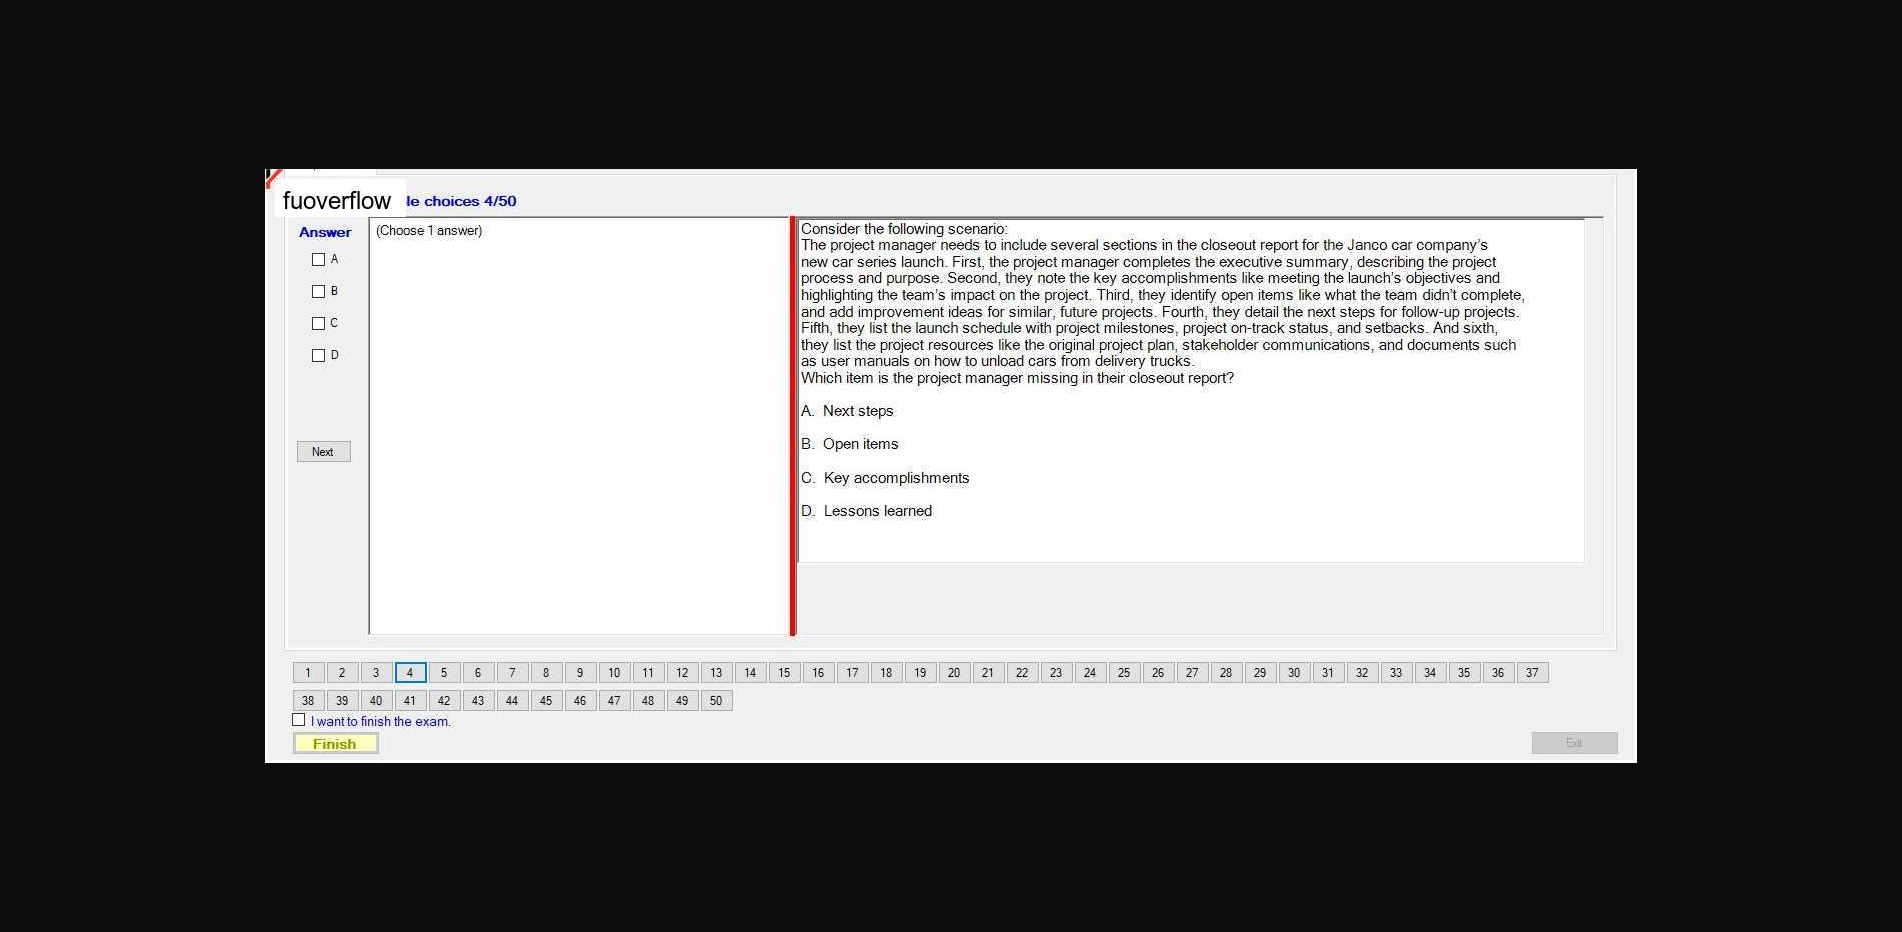 fuoverflow
le choices 4/50
Answer
(Choose 1 answer)
A
B
C
D
Next
Consider the following scenario:
The project manager needs to include several sections in the closeout report for the Janco car company's
new car series launch. First, the project manager completes the executive summary, describing the project
process and purpose. Second, they note the key accomplishments like meeting the launch's objectives and
highlighting the team's impact on the project. Third, they identify open items like what the team didn't complete,
and add improvement ideas for similar, future projects. Fourth, they detail the next steps for follow-up projects.
Fifth, they list the launch schedule with project milestones, project on-track status, and setbacks. And sixth,
they list the project resources like the original project plan, stakeholder communications, and documents such
as user manuals on how to unload cars from delivery trucks.
Which item is the project manager missing in their closeout report?
A. Next steps
B. Open items
C. Key accomplishments
D. Lessons learned
1 2 3 4 5 6 7 8 9 10 11 12 13 14 15 16 17 18 19 20 21 22 23 24 25 26 27 28 29 30 31 32 33 34 35 36 37
38 39 40 41 42 43 44 45 46 47 48 49 50
I want to finish the exam.
Finish
Exit